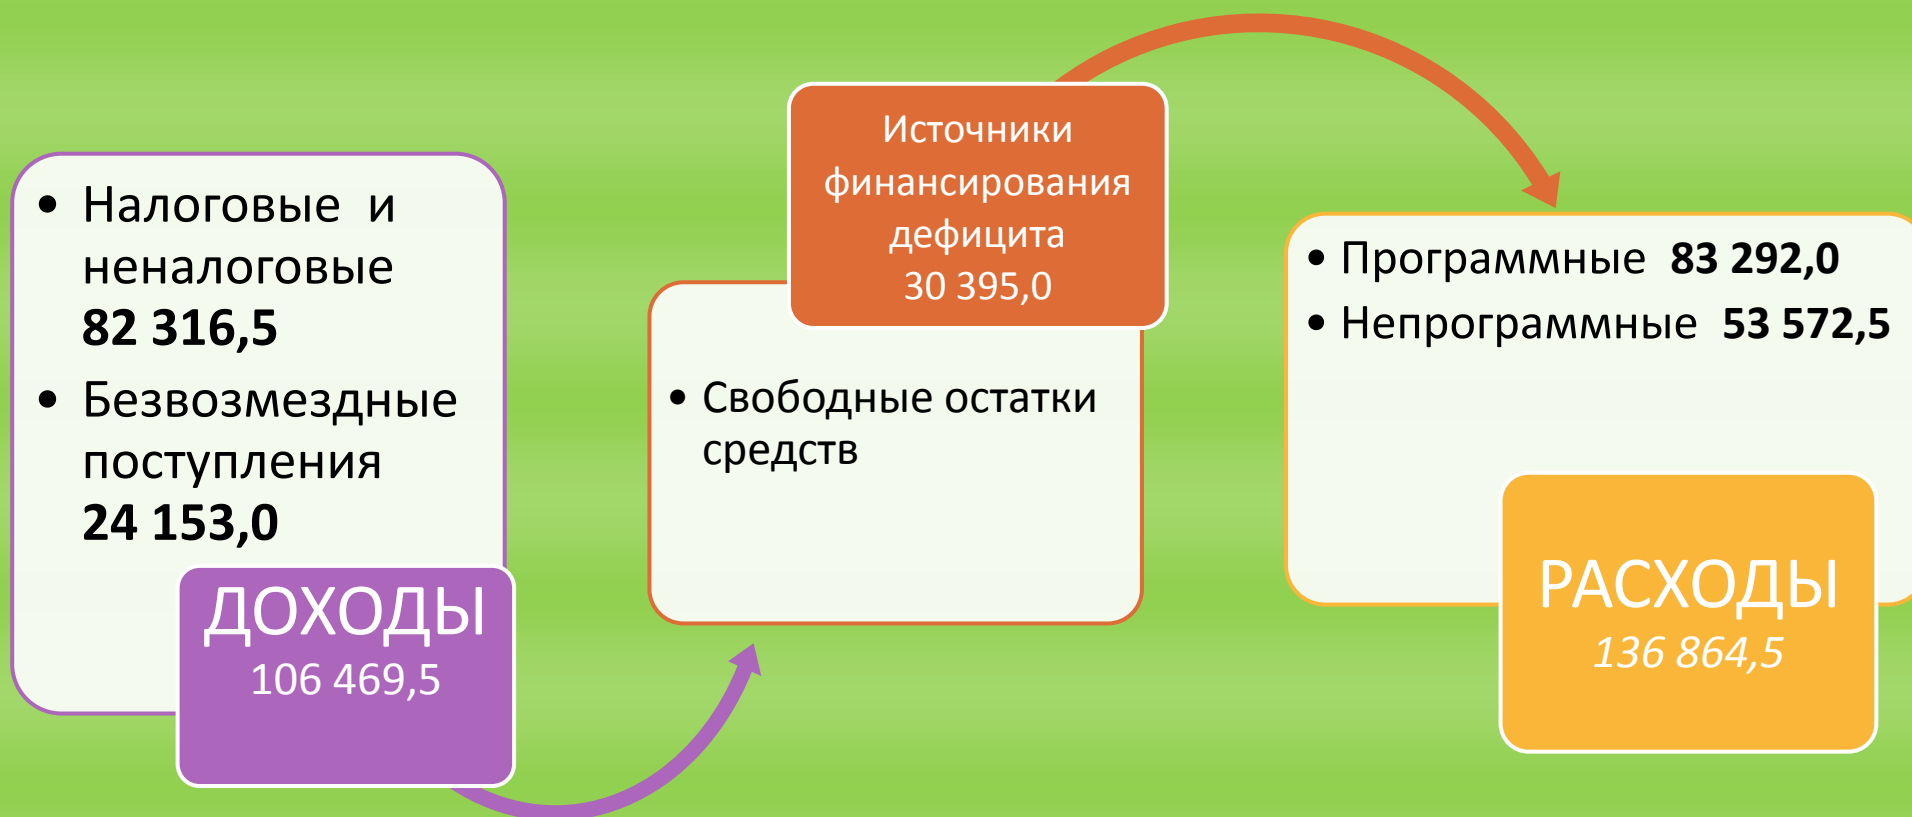 • Налоговые и
неналоговые
82 316,5
• Безвозмездные
поступления
24 153,0
ДОХОДЫ
106 469,5
Источники
финансирования
дефицита
30 395,0
• Свободные остатки
средств
• Программные 83 292,0
• Непрограммные 53 572,5
РАСХОДЫ
136 864,5